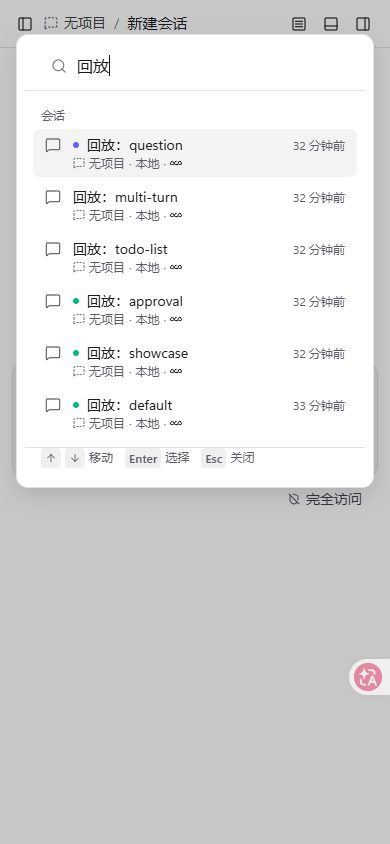 无项目 / 新建会话
回放
会话
回放：question 32 分钟前
无项目 · 本地 ·
回放：multi-turn 32 分钟前
无项目 · 本地 ·
回放：todo-list 32 分钟前
无项目 · 本地 ·
回放：approval 32 分钟前
无项目 · 本地 ·
回放：showcase 32 分钟前
无项目 · 本地 ·
回放：default 33 分钟前
无项目 · 本地 ·
↑ ↓ 移动 Enter 选择 Esc 关闭
完全访问